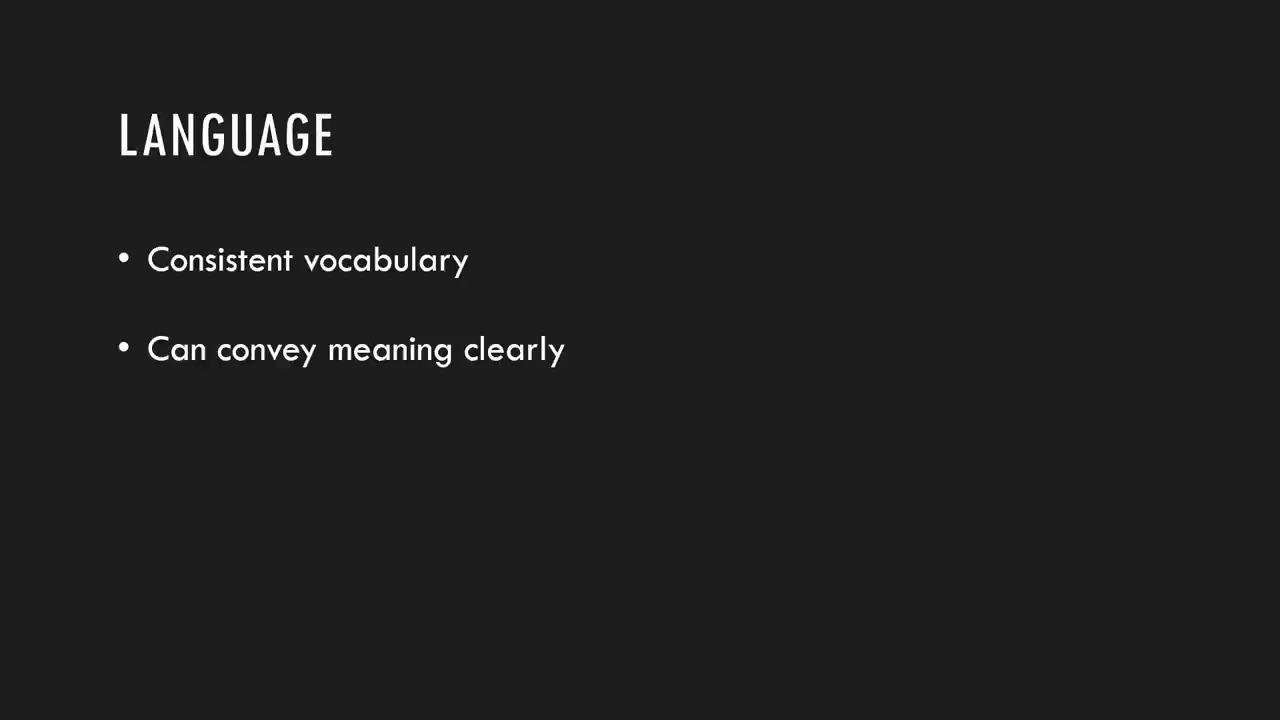 LANGUAGE
• Consistent vocabulary
• Can convey meaning clearly